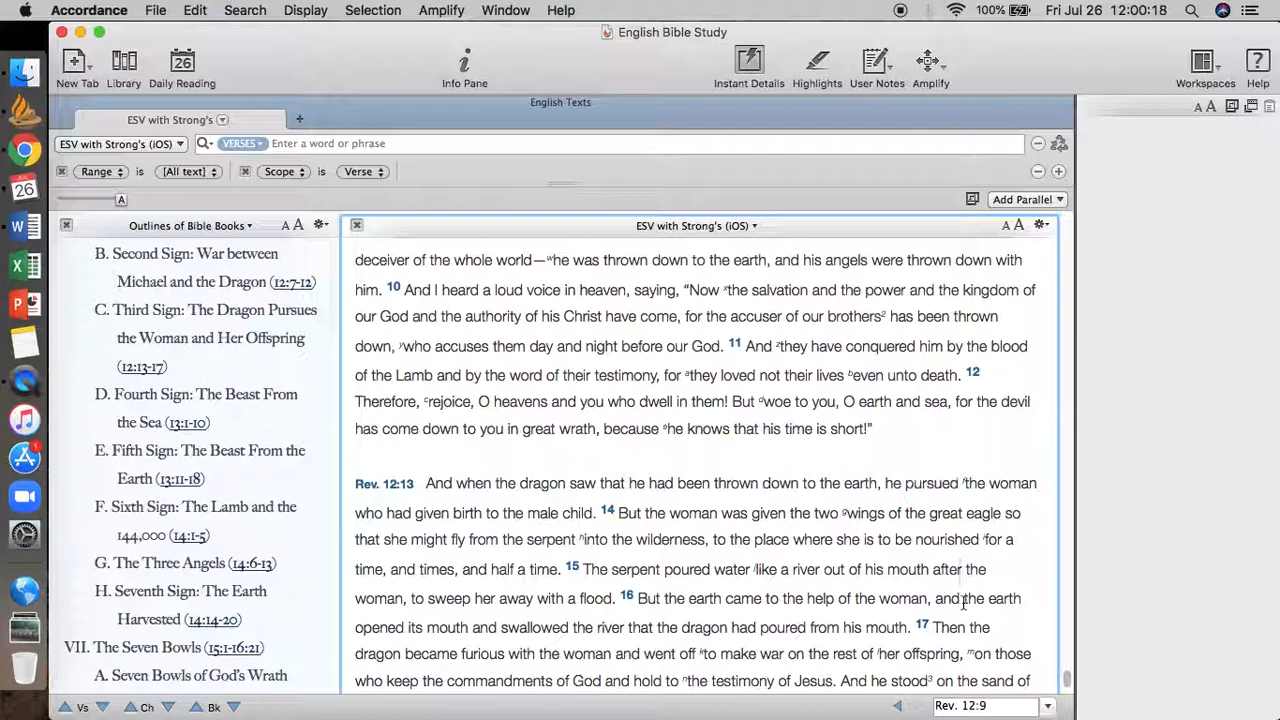 Accordance File Edit Search Display Selection Amplify Window Help 100% Fri Jul 26 12:00:18
English Bible Study
New Tab Library 26 Daily Reading Info Pane Instant Details Highlights User Notes Amplify Workspaces Help
English Texts
ESV with Strong's
ESV with Strong's (iOS) VERSES Enter a word or phrase
Range is [All text] Scope is Verse
A Add Parallel
Outlines of Bible Books A A
B. Second Sign: War between
Michael and the Dragon (12:7-12)
C. Third Sign: The Dragon Pursues
the Woman and Her Offspring
(12:13-17)
D. Fourth Sign: The Beast From
the Sea (13:1-10)
E. Fifth Sign: The Beast From the
Earth (13:11-18)
F. Sixth Sign: The Lamb and the
144,000 (14:1-5)
G. The Three Angels (14:6-13)
H. Seventh Sign: The Earth
Harvested (14:14-20)
VII. The Seven Bowls (15:1-16:21)
A. Seven Bowls of God's Wrath
ESV with Strong's (iOS) A A
deceiver of the whole world—ʷhe was thrown down to the earth, and his angels were thrown down with
him. 10 And I heard a loud voice in heaven, saying, “Now ˣthe salvation and the power and the kingdom of
our God and the authority of his Christ have come, for the accuser of our brothers² has been thrown
down, ʸwho accuses them day and night before our God. 11 And ᶻthey have conquered him by the blood
of the Lamb and by the word of their testimony, for ᵃthey loved not their lives ᵇeven unto death. 12
Therefore, ᶜrejoice, O heavens and you who dwell in them! But ᵈwoe to you, O earth and sea, for the devil
has come down to you in great wrath, because ᵉhe knows that his time is short!”
Rev. 12:13 And when the dragon saw that he had been thrown down to the earth, he pursued ᶠthe woman
who had given birth to the male child. 14 But the woman was given the two ᵍwings of the great eagle so
that she might fly from the serpent ʰinto the wilderness, to the place where she is to be nourished ⁱfor a
time, and times, and half a time. 15 The serpent poured water ʲlike a river out of his mouth after the
woman, to sweep her away with a flood. 16 But the earth came to the help of the woman, and the earth
opened its mouth and swallowed the river that the dragon had poured from his mouth. 17 Then the
dragon became furious with the woman and went off ᵏto make war on the rest of ˡher offspring, ᵐon those
who keep the commandments of God and hold to ⁿthe testimony of Jesus. And he stood³ on the sand of
Vs Ch Bk Rev. 12:9
A A